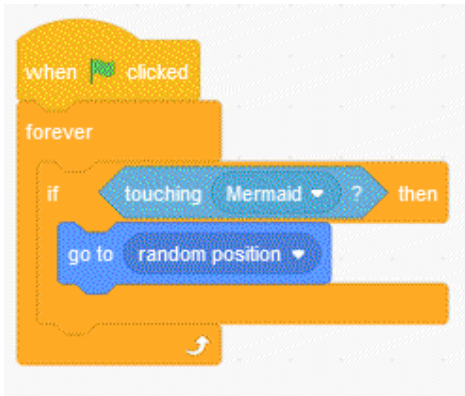 when clicked
forever
if touching Mermaid ? then
go to random position